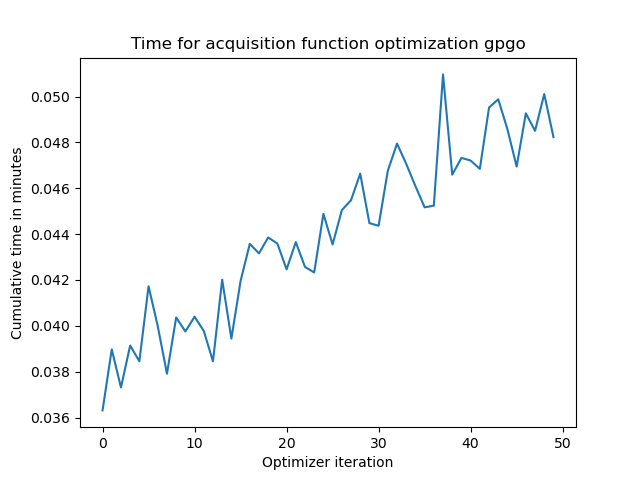 Time for acquisition function optimization gpgo
0.050
0.048
0.046
0.044
0.042
0.040
0.038
0.036
Cumulative time in minutes
0 10 20 30 40 50
Optimizer iteration